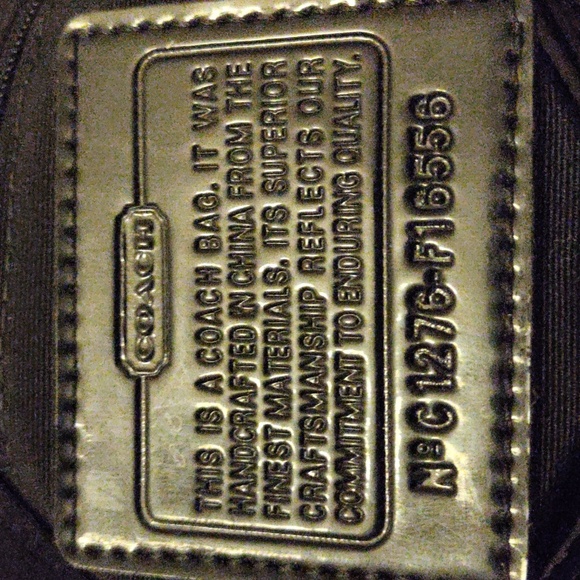 COACH
THIS IS A COACH BAG. IT WAS
HANDCRAFTED IN CHINA FROM THE
FINEST MATERIALS. ITS SUPERIOR
CRAFTSMANSHIP REFLECTS OUR
COMMITMENT TO ENDURING QUALITY.
Nº C1276-F16556